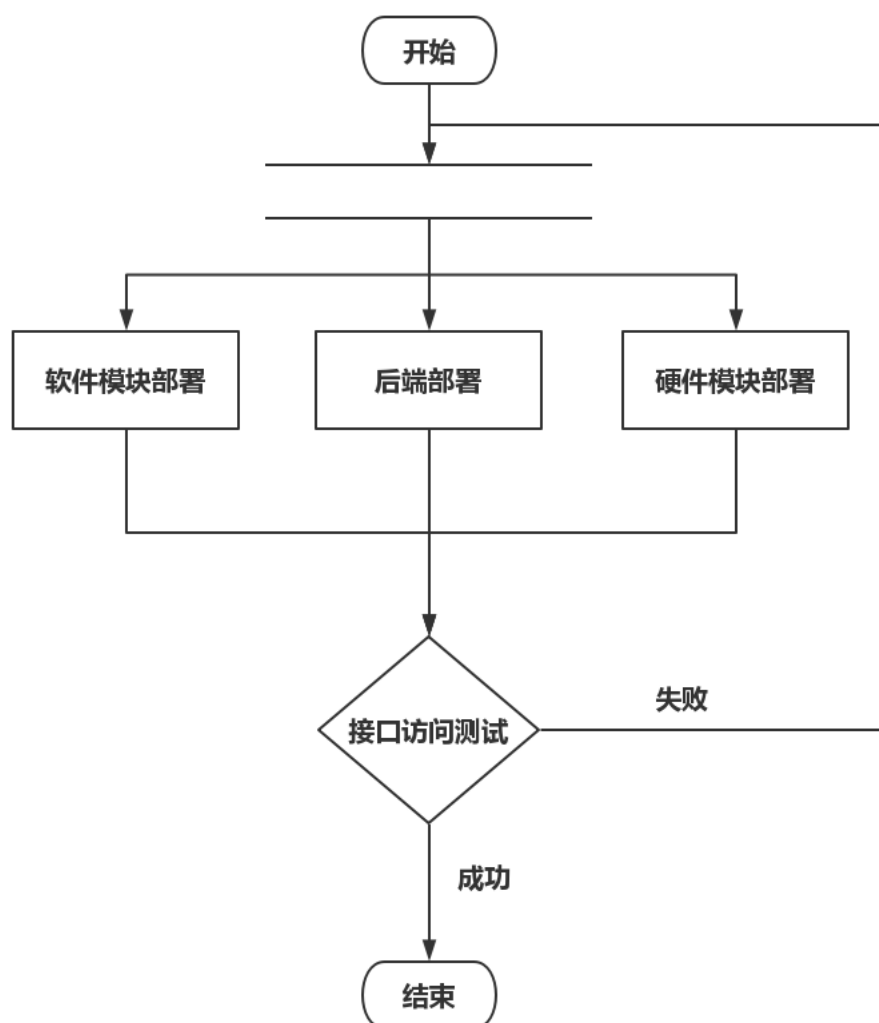 开始
软件模块部署
后端部署
硬件模块部署
接口访问测试
失败
成功
结束